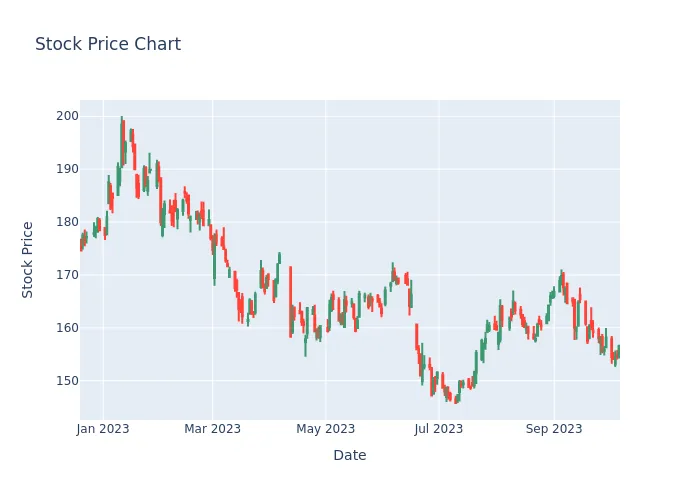 Stock Price Chart
200
190
180
170
160
150
Stock Price
Jan 2023
Mar 2023
May 2023
Jul 2023
Sep 2023
Date